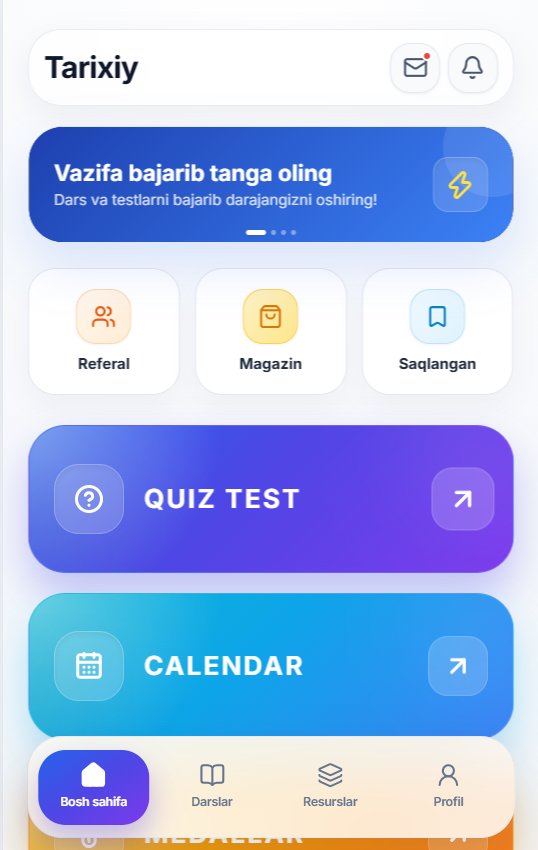 Tarixiy
Vazifa bajarib tanga oling
Dars va testlarni bajarib darajangizni oshiring!
Referal
Magazin
Saqlangan
QUIZ TEST
CALENDAR
Bosh sahifa
Darslar
Resurslar
Profil
MEDALLAR